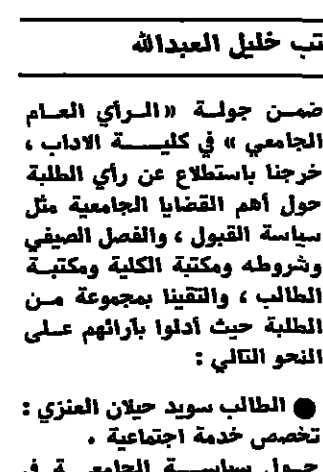 تب خليل العبدالله
ضمن جولة «الرأي العام
الجامعي» في كلية الاداب ،
خرجنا باستطلاع عن رأي الطلبة
حول أهم القضايا الجامعية مثل
سياسة القبول ، والفصل الصيفي
وشروطه ومكتبة الكلية ومكتبة
الطالب ، والتقينا بمجموعة من
الطلبة حيث أدلوا بآرائهم على
النحو التالي :
● الطالب سويد حيلان العنزي :
تخصص خدمة اجتماعية .
حول سياسة الجامعة في